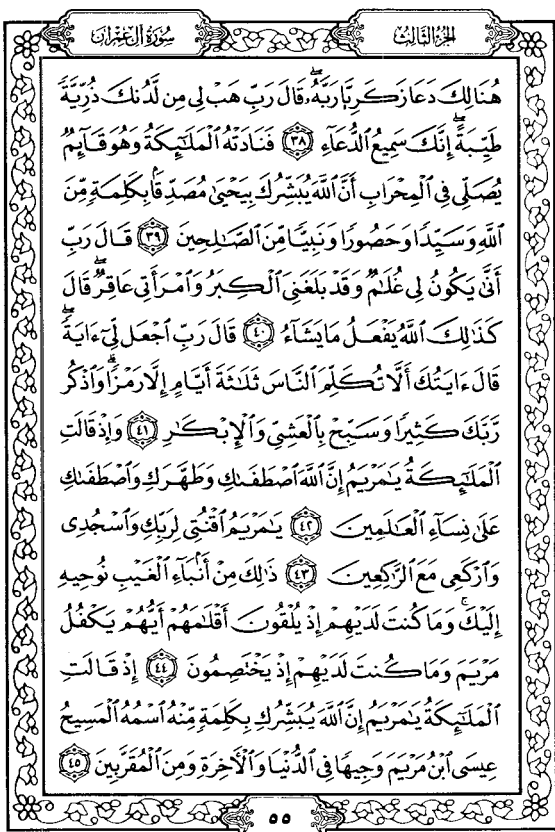 سُورَةُ آلِ عِمْرَانَ
الجُزْءُ الثَّالِثُ
هُنَالِكَ دَعَا زَكَرِيَّا رَبَّهُۥ ۖ قَالَ رَبِّ هَبْ لِى مِن لَّدُنكَ ذُرِّيَّةً
طَيِّبَةً ۖ إِنَّكَ سَمِيعُ ٱلدُّعَآءِ ٣٨ فَنَادَتْهُ ٱلْمَلَٰٓئِكَةُ وَهُوَ قَآئِمٌ
يُصَلِّى فِى ٱلْمِحْرَابِ أَنَّ ٱللَّهَ يُبَشِّرُكَ بِيَحْيَىٰ مُصَدِّقًۢا بِكَلِمَةٍ مِّنَ
ٱللَّهِ وَسَيِّدًا وَحَصُورًا وَنَبِيًّا مِّنَ ٱلصَّٰلِحِينَ ٣٩ قَالَ رَبِّ
أَنَّىٰ يَكُونُ لِى غُلَٰمٌ وَقَدْ بَلَغَنِىَ ٱلْكِبَرُ وَٱمْرَأَتِى عَاقِرٌ ۖ قَالَ
كَذَٰلِكَ ٱللَّهُ يَفْعَلُ مَا يَشَآءُ ٤٠ قَالَ رَبِّ ٱجْعَل لِّىٓ ءَايَةً ۖ
قَالَ ءَايَتُكَ أَلَّا تُكَلِّمَ ٱلنَّاسَ ثَلَٰثَةَ أَيَّامٍ إِلَّا رَمْزًا ۗ وَٱذْكُر
رَّبَّكَ كَثِيرًا وَسَبِّحْ بِٱلْعَشِىِّ وَٱلْإِبْكَٰرِ ٤١ وَإِذْ قَالَتِ
ٱلْمَلَٰٓئِكَةُ يَٰمَرْيَمُ إِنَّ ٱللَّهَ ٱصْطَفَىٰكِ وَطَهَّرَكِ وَٱصْطَفَىٰكِ
عَلَىٰ نِسَآءِ ٱلْعَٰلَمِينَ ٤٢ يَٰمَرْيَمُ ٱقْنُتِى لِرَبِّكِ وَٱسْجُدِى
وَٱرْكَعِى مَعَ ٱلرَّٰكِعِينَ ٤٣ ذَٰلِكَ مِنْ أَنۢبَآءِ ٱلْغَيْبِ نُوحِيهِ
إِلَيْكَ ۚ وَمَا كُنتَ لَدَيْهِمْ إِذْ يُلْقُونَ أَقْلَٰمَهُمْ أَيُّهُمْ يَكْفُلُ
مَرْيَمَ وَمَا كُنتَ لَدَيْهِمْ إِذْ يَخْتَصِمُونَ ٤٤ إِذْ قَالَتِ
ٱلْمَلَٰٓئِكَةُ يَٰمَرْيَمُ إِنَّ ٱللَّهَ يُبَشِّرُكِ بِكَلِمَةٍ مِّنْهُ ٱسْمُهُ ٱلْمَسِيحُ
عِيسَى ٱبْنُ مَرْيَمَ وَجِيهًا فِى ٱلدُّنْيَا وَٱلْءَاخِرَةِ وَمِنَ ٱلْمُقَرَّبِينَ ٤٥
٥٥